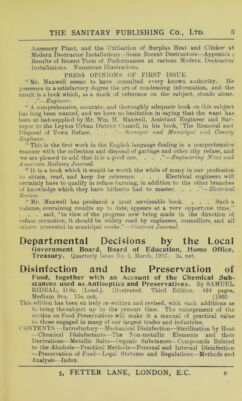 THE SANITARY PUBLISHING Co., LTD. 5
Accessory Plant, and the Utilisation of Surplus Heat and Clinker at
Modern Destructor Installations—Some Recent Destructors—Appendix:
Results of Recent Tests of Performances at various Modern Destructor
Installations. Numerous Illustrations.
PRESS OPINIONS OF FIRST ISSUE.
"Mr. Maxwell seems to have consulted every known authority. He
possesses in a satisfactory degree the art of condensing information, and the
result is a book which, as a mark of reference on the subject, stands alone.
."—Engineer.
"A comprehensive, accurate, and thoroughly adequate book on this subject
has long been wanted, and we have no hesitation in saying that the want has
been at last supplied by Mr. Wm. H. Maxwell, Assistant Engineer and Sur-
veyor to the Leyton Urban District Council, in his book, The Removal and
Disposal of Town Refuse. . . ."—Surveyor and Municipal and County
Engineer.
"This is the first work in the English language dealing in a comprehensive
manner with the collection and disposal of garbage and other city refuse, and
we are pleased to add that it is a good one. . . ."—Engineering News and
American Railway Journal.
"It is a book which it would be worth the while of many in our profession
to obtain, read, and keep for reference. . . . Electrical engineers will
certainly have to qualify in refuse-burning, in addition to the other branches
of knowledge which they have hitherto had to master. . . ."—Electrical
Review.
"Mr. Maxwell has produced a most serviceable book. . . . Such a
volume, containing results up to date, appears at a very opportune time,"
. . . and, "in view of the progress now being made in the direction of
refuse cremation, it should be widely read by engineers, councillors, and all
others interested in municipal works."—Contract Journal.
Departmental Decisions by the Local
Government Board, Board of Education, Home Office,
Treasury. Quarterly Issue No. 5, March, 1907. 2s. net.
Disinfection and the Preservation of
Food, together with an Account of the Chemical Sub-
stances used as Antiseptics and Preservatives. By SAMUEL
RIDEAL, D.Sc. (Lond.). Illustrated. Third Edition. 494 pages,
Medium 8vo. 15s. net. [1903
This edition has been entirely re-written and revised, with such additions as
to bring the subject up to the present time. The enlargement of the
section on Food Preservatives will make it a manual of practical value
to those engaged in many of our largest trades and industries.
CONTENTS—Introductory—Mechanical Disinfection—Sterilisation by Heat
—Chemical Disinfectants—The Non-metallic Elements and their
Derivatives—Metallic Salts—Organic Substances—Compounds Related
to the Alcohols—Practical Methods—Personal and Internal Disinfection
—Preservation of Food—Legal Statutes and Regulations—Methods and
Analysis—Index.
5, FETTER LANE, LONDON, E.C.